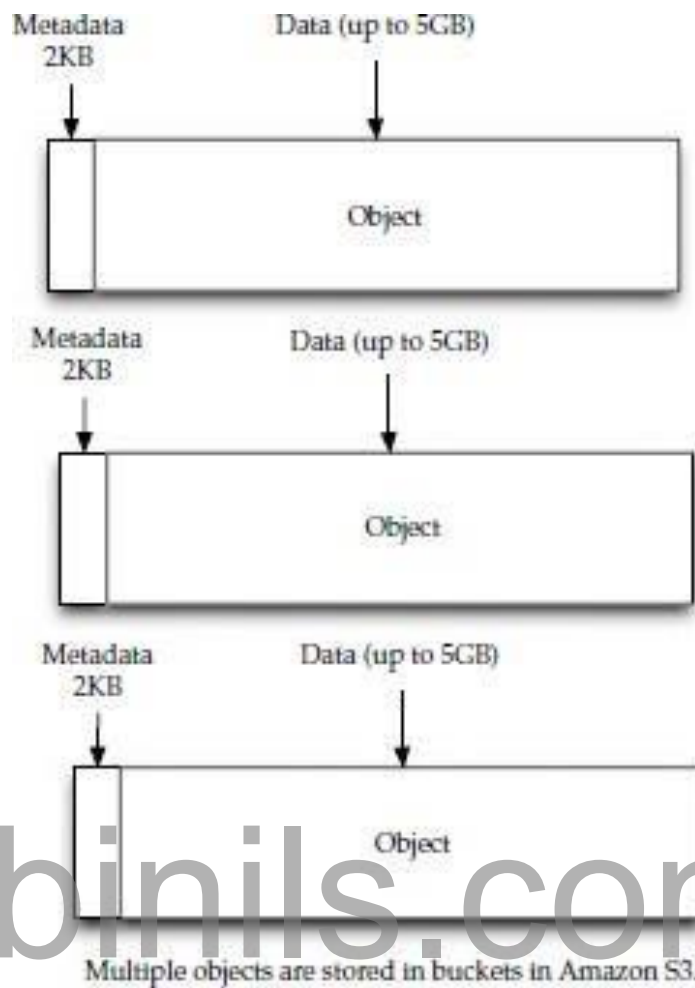 Metadata
2KB
Data (up to 5GB)
Object
Metadata
2KB
Data (up to 5GB)
Object
Metadata
2KB
Data (up to 5GB)
Object
binils.com
Multiple objects are stored in buckets in Amazon S3.